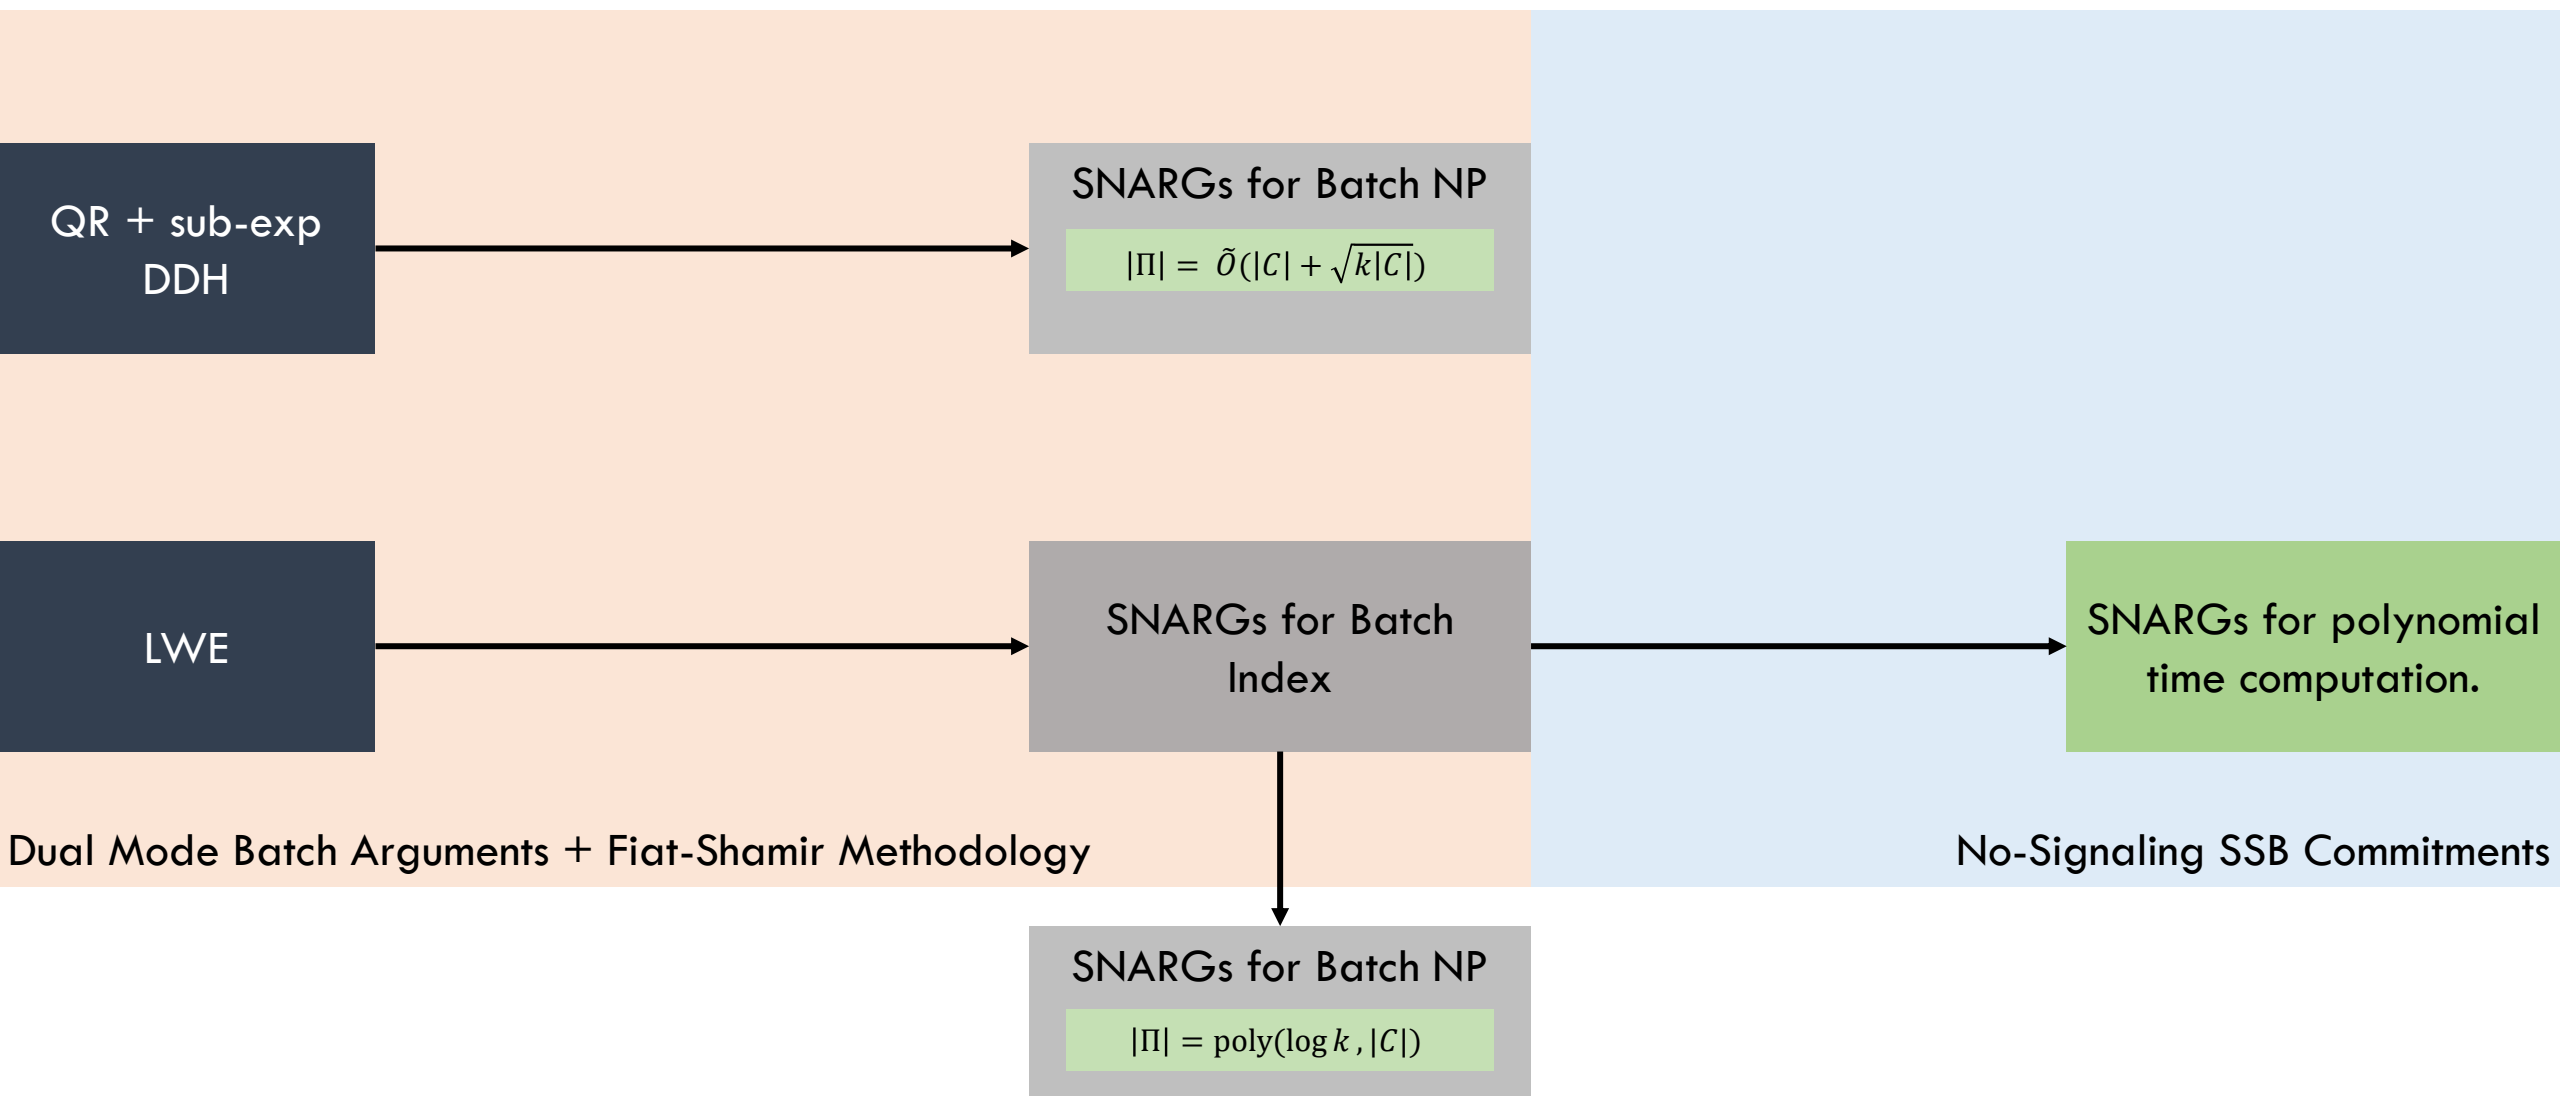 QR + sub-exp
DDH
SNARGs for Batch NP
|Π| = Õ(|C| + √k|C|)
LWE
SNARGs for Batch
Index
SNARGs for polynomial
time computation.
Dual Mode Batch Arguments + Fiat-Shamir Methodology
No-Signaling SSB Commitments
SNARGs for Batch NP
|Π| = poly(log k , |C|)